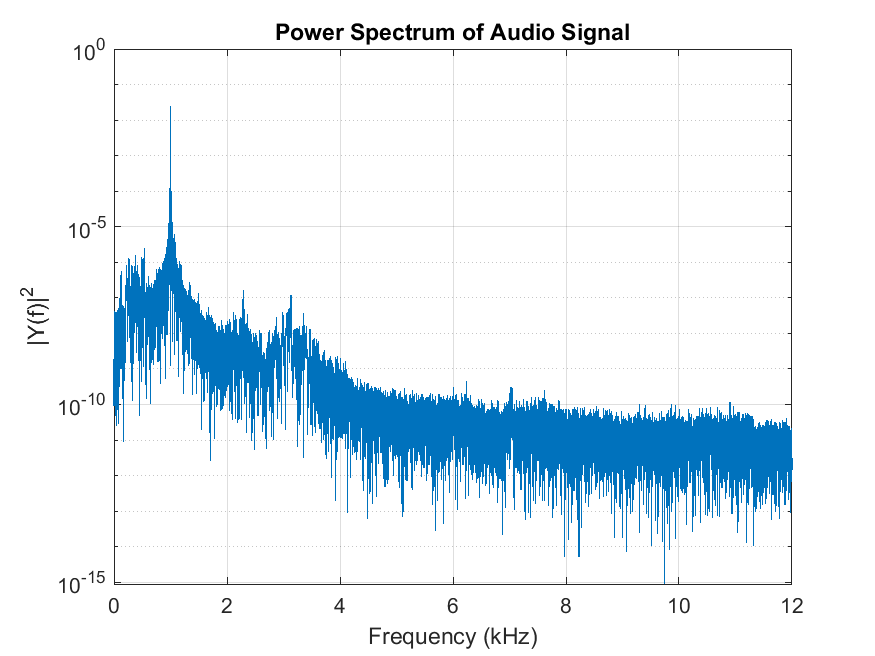 Power Spectrum of Audio Signal
10^0
10^-5
10^-10
10^-15
|Y(f)|^2
0 2 4 6 8 10 12
Frequency (kHz)